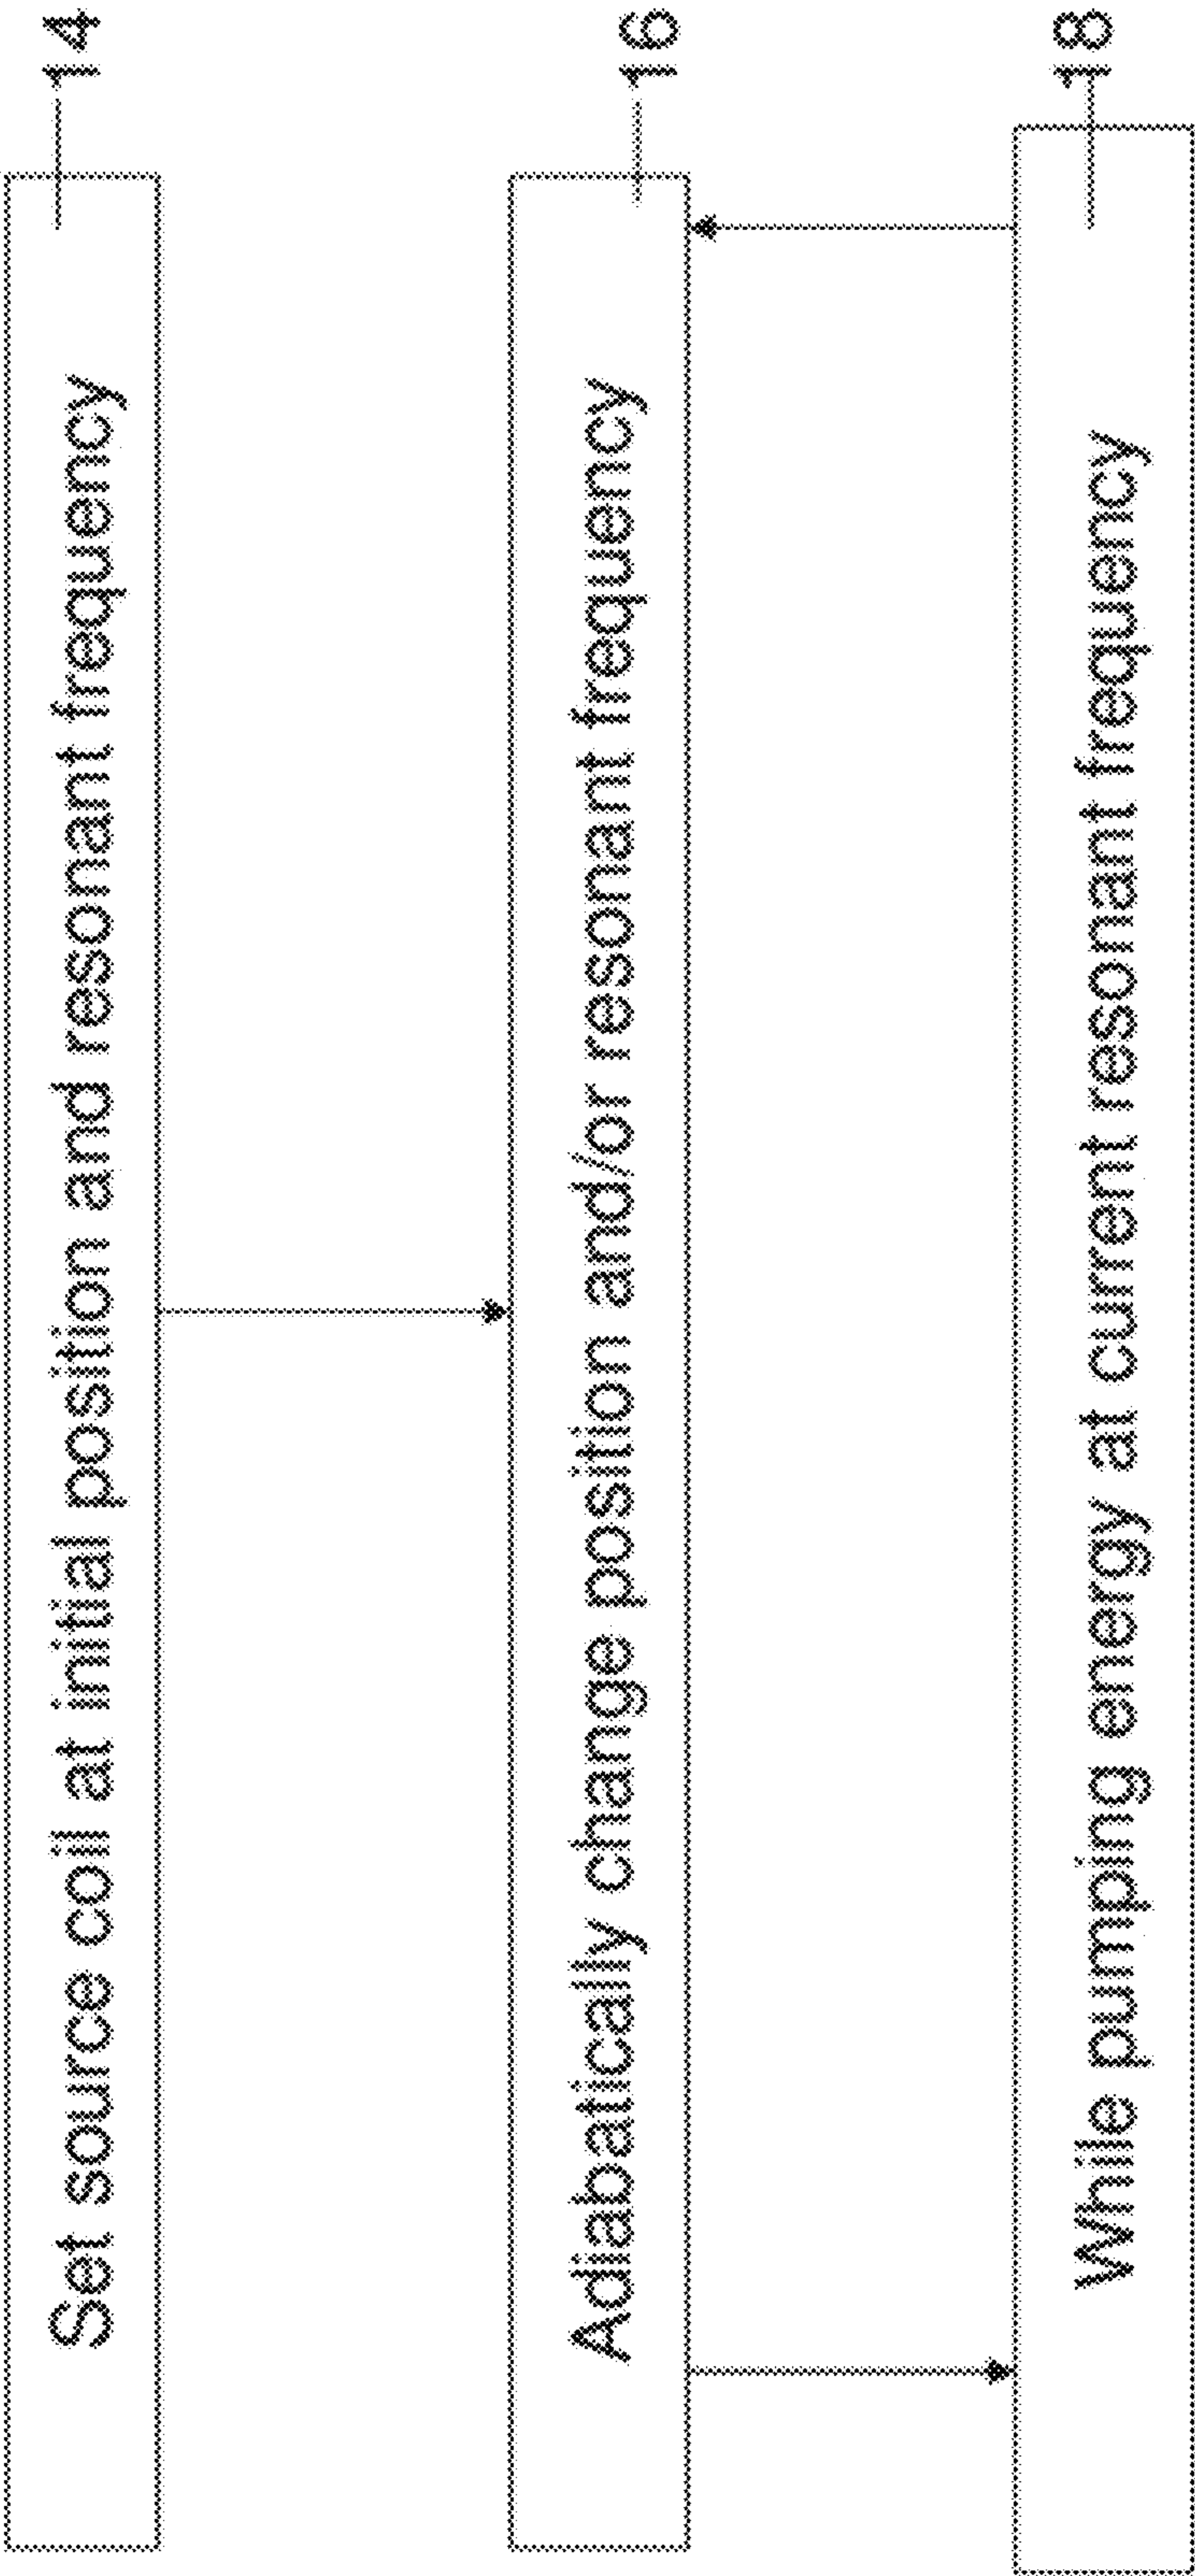 Set source coil at initial position and resonant frequency
14
Adiabatically change position and/or resonant frequency
16
While pumping energy at current resonant frequency
18